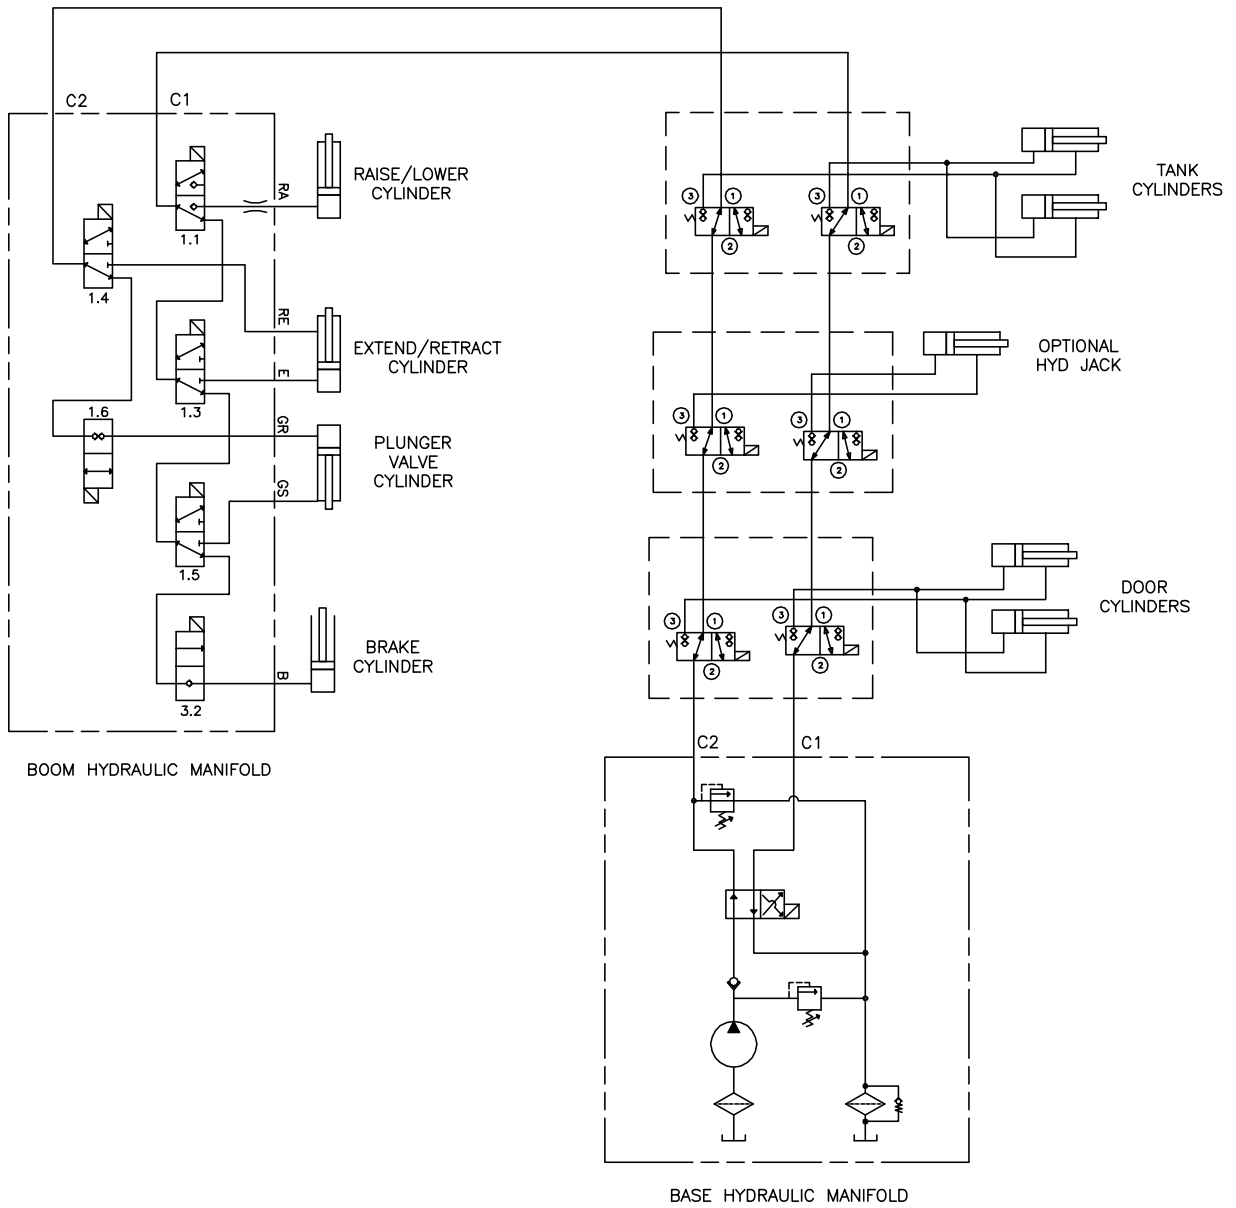 C2
C1
RA
RAISE/LOWER
CYLINDER
1.1
1.4
RE
EXTEND/RETRACT
CYLINDER
E
1.3
1.6
GR
PLUNGER
VALVE
CYLINDER
GS
1.5
BRAKE
CYLINDER
B
3.2
BOOM HYDRAULIC MANIFOLD
TANK
CYLINDERS
3
1
2
3
1
2
OPTIONAL
HYD JACK
3
1
2
3
1
2
DOOR
CYLINDERS
3
1
2
3
1
2
C2
C1
BASE HYDRAULIC MANIFOLD